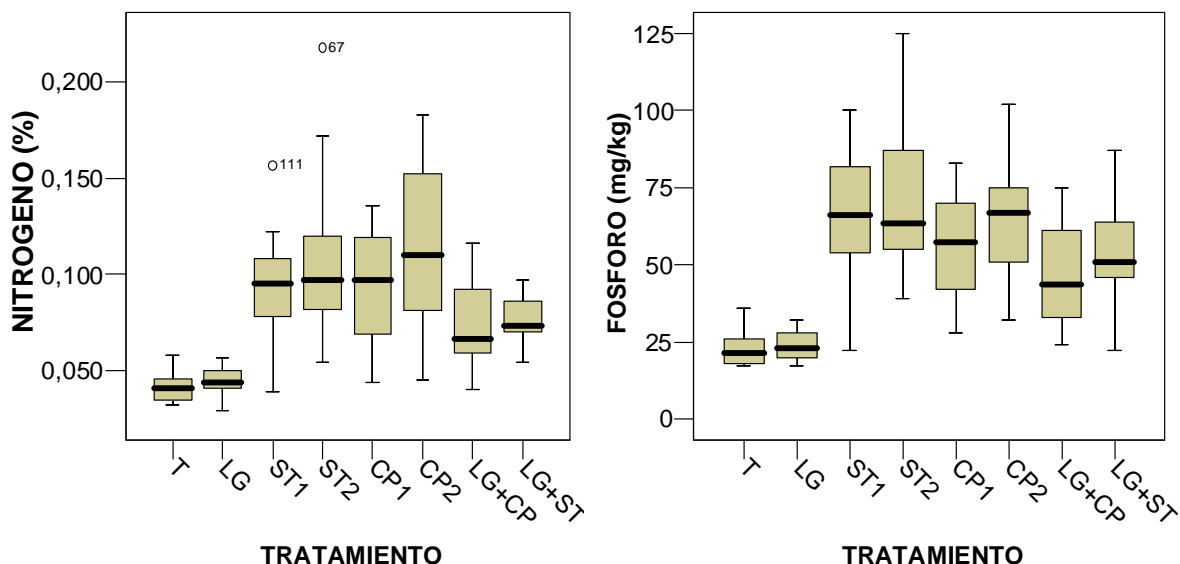 NITROGENO (%)
0,200
0,150
0,100
0,050
67
111
T
LG
ST1
ST2
CP1
CP2
LG+CP
LG+ST
TRATAMIENTO
FOSFORO (mg/kg)
125
100
75
50
25
0
T
LG
ST1
ST2
CP1
CP2
LG+CP
LG+ST
TRATAMIENTO